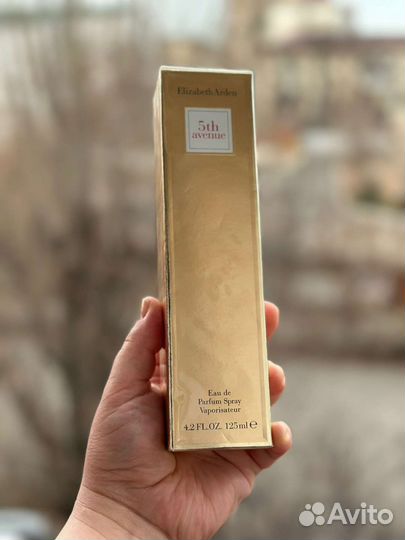 Elizabeth Arden
5th
avenue
Eau de
Parfum Spray
Vaporisateur
4.2 FL.OZ. 125ml e
Avito